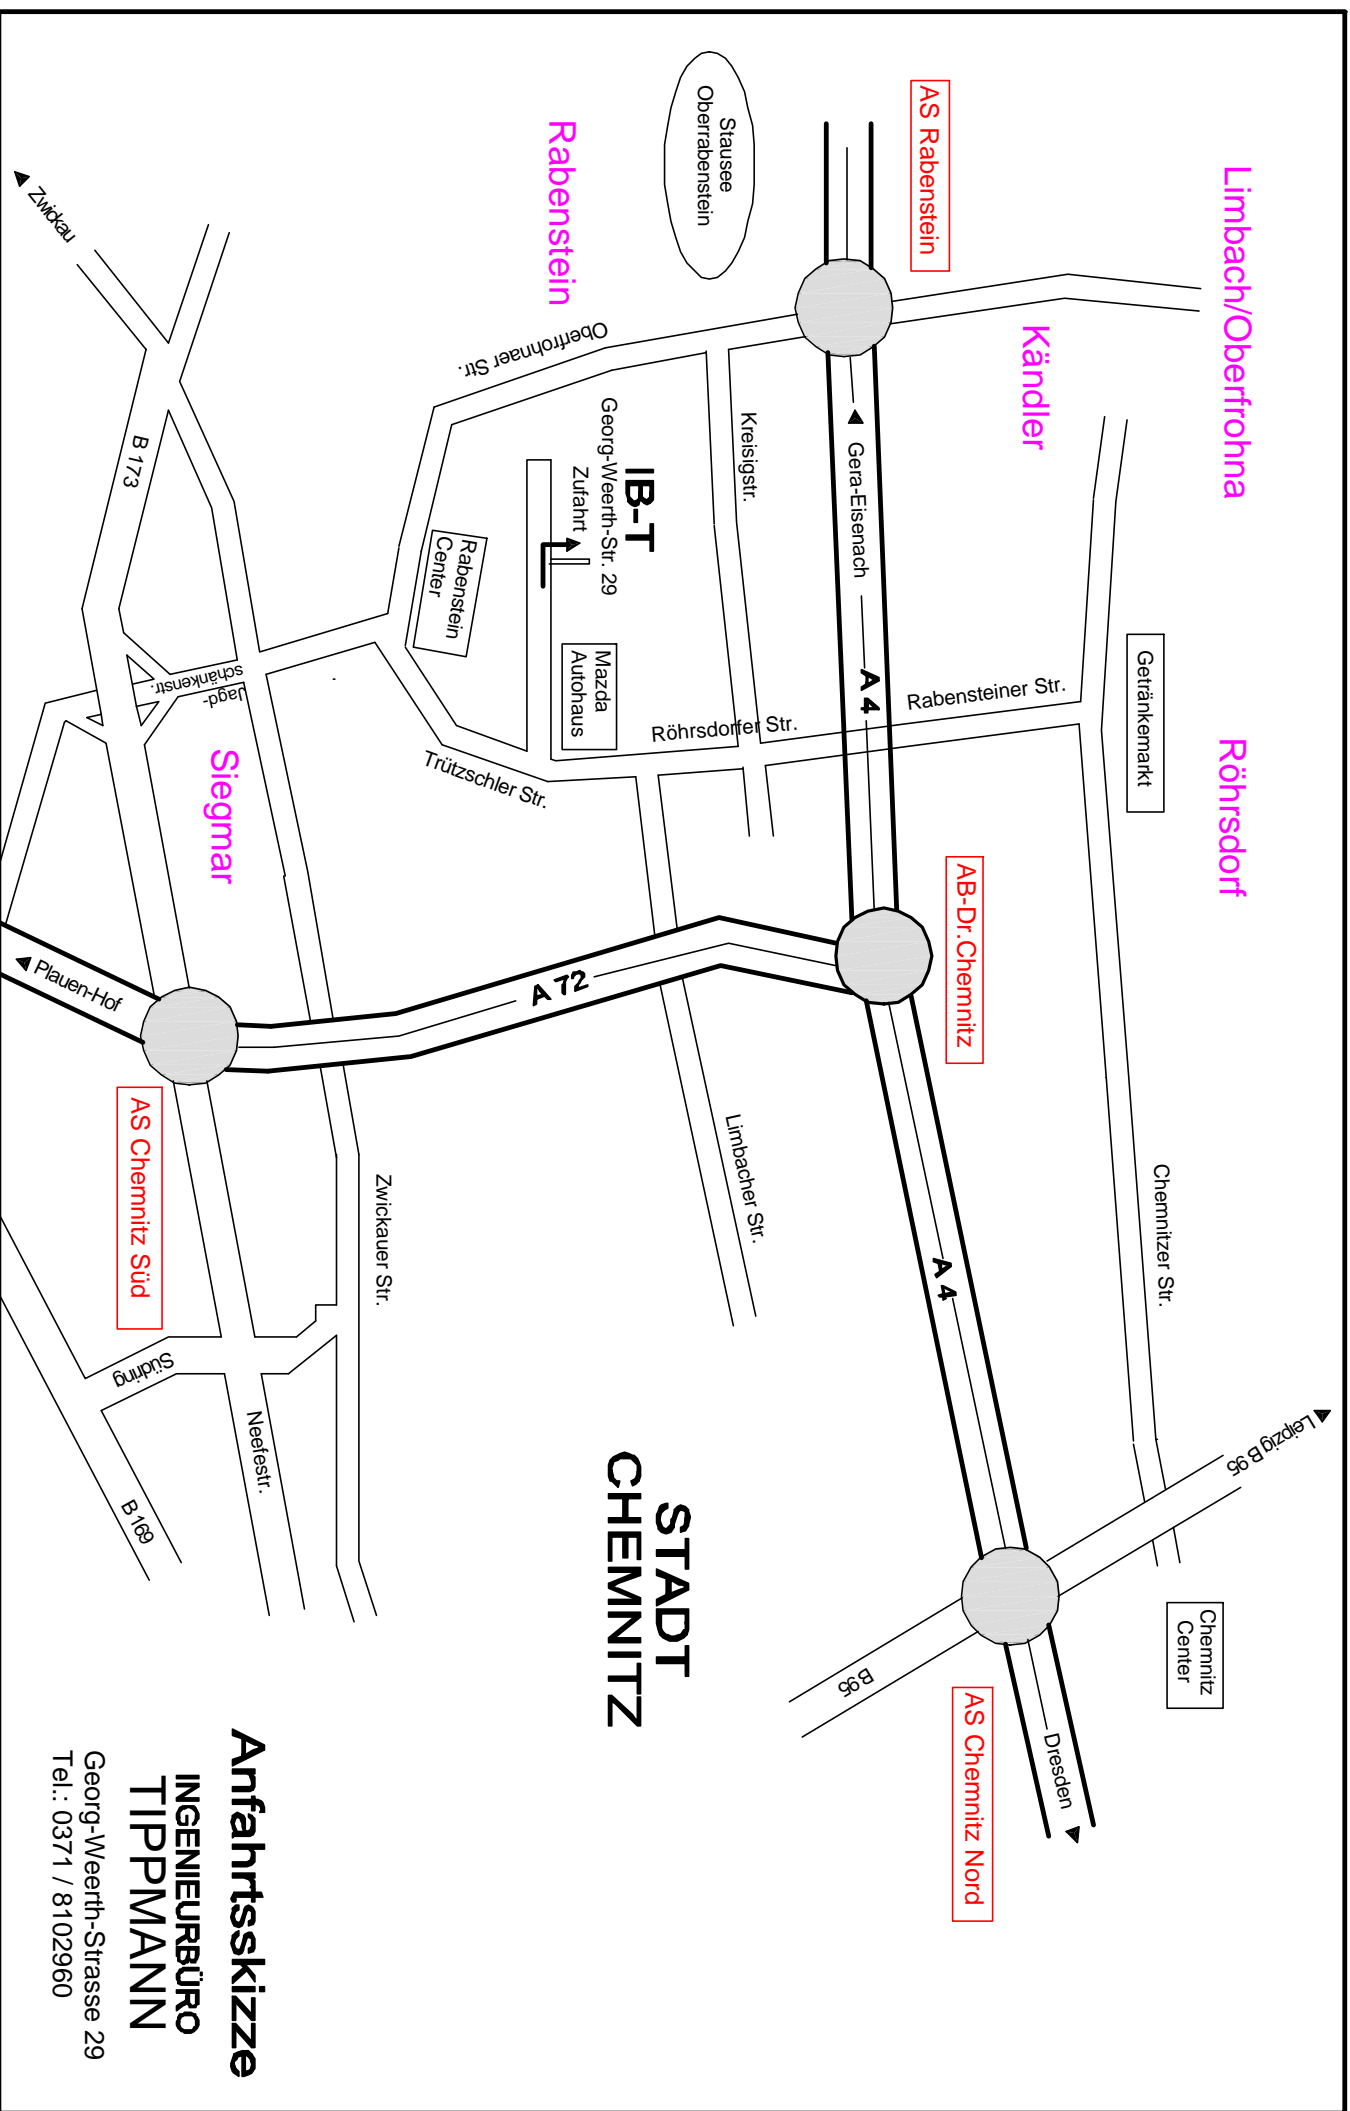 Limbach/Oberfrohna
Röhrsdorf
Leipzig B 95
Chemnitz
Center
Getränkemarkt
Chemnitzer Str.
Kändler
Rabensteiner Str.
AS Rabenstein
AB-Dr.Chemnitz
AS Chemnitz Nord
Gera-Eisenach
A 4
A 4
Dresden
B 95
Stausee
Oberrabenstein
Kreisigstr.
Röhrsdorfer Str.
Limbacher Str.
STADT
CHEMNITZ
IB-T
Georg-Weerth-Str. 29
Zufahrt
Mazda
Autohaus
Rabenstein
Oberfrohnaer Str.
Trützschler Str.
A 72
Rabenstein
Center
Zwickauer Str.
Siegmar
Jagd-
schänkenstr.
B 173
Zwickau
Plauen-Hof
AS Chemnitz Süd
Neefestr.
Südring
B 169
Anfahrtsskizze
INGENIEURBÜRO
TIPPMANN
Georg-Weerth-Strasse 29
Tel.: 0371 / 8102960